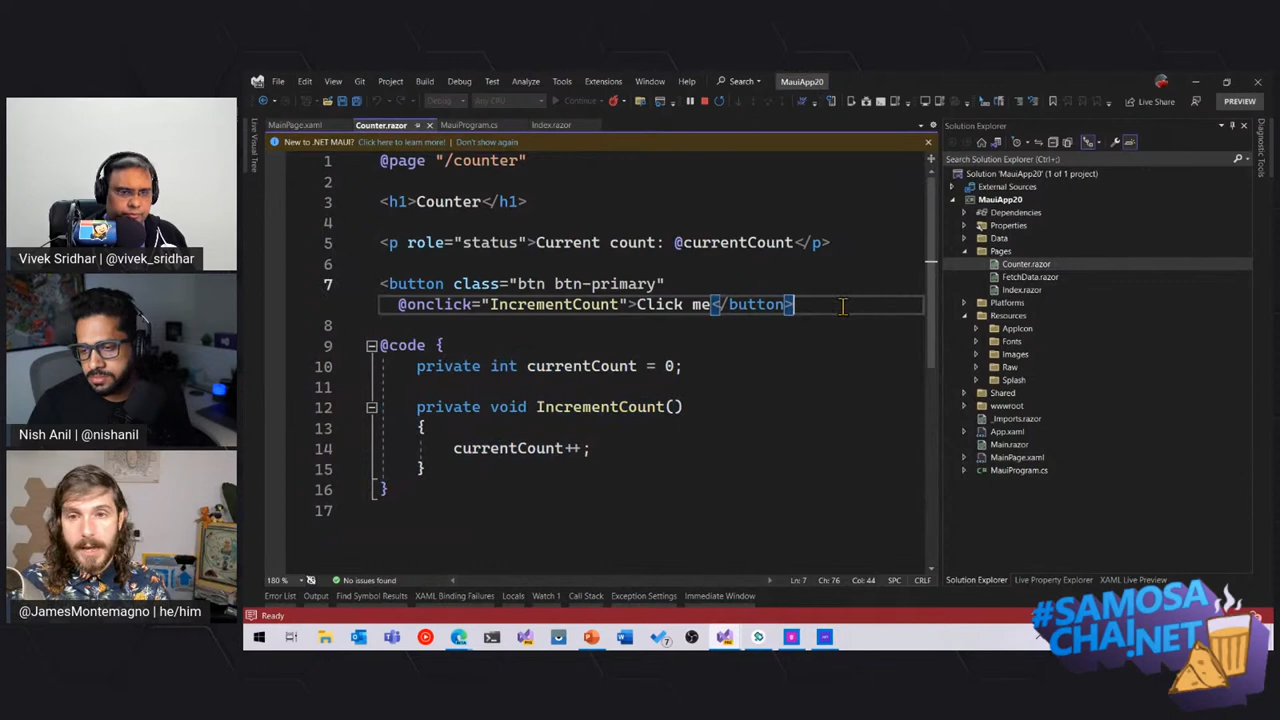 File Edit View Git Project Build Debug Test Analyze Tools Extensions Window Help Search MauiApp20
Debug Any CPU Continue Live Share PREVIEW
MainPage.xaml Counter.razor MauiProgram.cs Index.razor
New to .NET MAUI? Click here to learn more! Don't show again
Live Visual Tree
1 @page "/counter"
2
3 <h1>Counter</h1>
4
5 <p role="status">Current count: @currentCount</p>
6
7 <button class="btn btn-primary"
@onclick="IncrementCount">Click me</button>
8
9 @code {
10 private int currentCount = 0;
11
12 private void IncrementCount()
13 {
14 currentCount++;
15 }
16 }
17
180 % No issues found Ln: 7 Ch: 76 Col: 44 SPC CRLF
Error List Output Find Symbol Results XAML Binding Failures Locals Watch 1 Call Stack Exception Settings Immediate Window
Ready
Solution Explorer
Search Solution Explorer (Ctrl+;)
Solution 'MauiApp20' (1 of 1 project)
External Sources
MauiApp20
Dependencies
Properties
Data
Pages
Counter.razor
FetchData.razor
Index.razor
Platforms
Resources
AppIcon
Fonts
Images
Raw
Splash
Shared
wwwroot
_Imports.razor
App.xaml
Main.razor
MainPage.xaml
MauiProgram.cs
Solution Explorer Live Property Explorer XAML Live Preview
Diagnostic Tools
Vivek Sridhar | @vivek_sridhar
Nish Anil | @nishanil
@JamesMontemagno | he/him
#SAMOSA
CHAI.NET